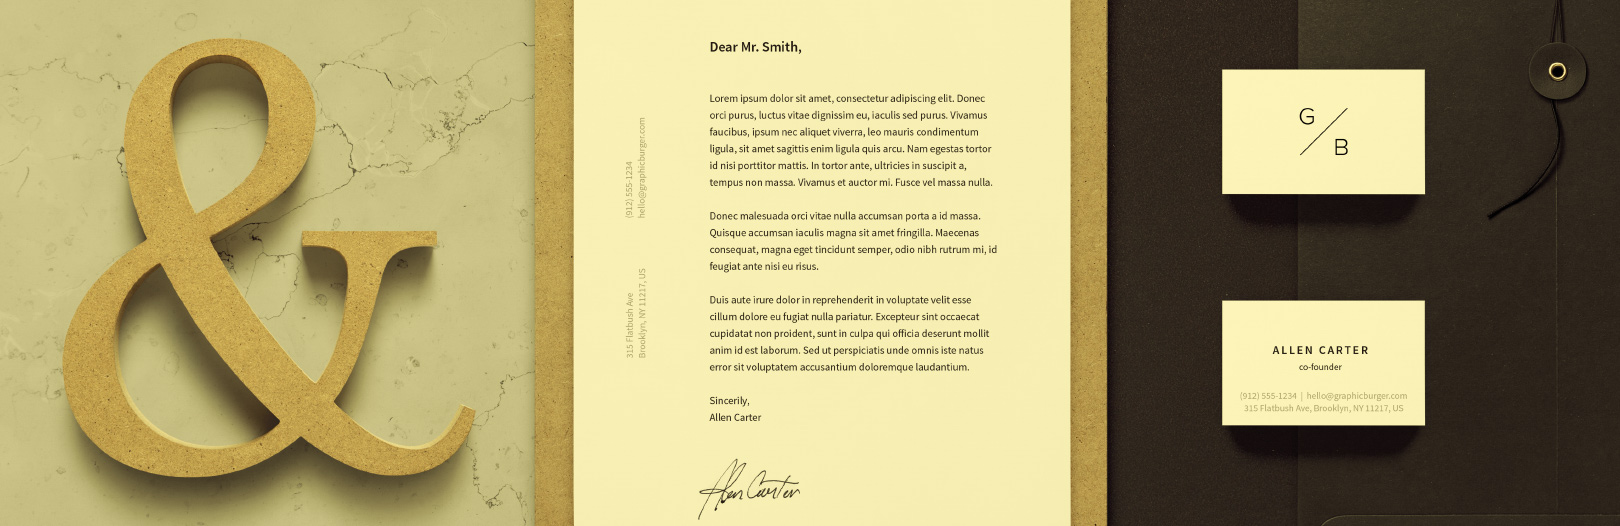 &
Dear Mr. Smith,
Lorem ipsum dolor sit amet, consectetur adipiscing elit. Donec
orci purus, luctus vitae dignissim eu, iaculis sed purus. Vivamus
faucibus, ipsum nec aliquet viverra, leo mauris condimentum
ligula, sit amet sagittis enim ligula quis arcu. Nam egestas tortor
id nisi porttitor mattis. In tortor ante, ultricies in suscipit a,
tempus non massa. Vivamus et auctor mi. Fusce vel massa nulla.
Donec malesuada orci vitae nulla accumsan porta a id massa.
Quisque accumsan iaculis magna sit amet fringilla. Maecenas
consequat, magna eget tincidunt semper, odio nibh rutrum mi, id
feugiat ante nisi eu risus.
Duis aute irure dolor in reprehenderit in voluptate velit esse
cillum dolore eu fugiat nulla pariatur. Excepteur sint occaecat
cupidatat non proident, sunt in culpa qui officia deserunt mollit
anim id est laborum. Sed ut perspiciatis unde omnis iste natus
error sit voluptatem accusantium doloremque laudantium.
Sincerily,
Allen Carter
Allen Carter
(912) 555-1234
hello@graphicburger.com
315 Flatbush Ave
Brooklyn, NY 11217, US
G
B
ALLEN CARTER
co-founder
(912) 555-1234 | hello@graphicburger.com
315 Flatbush Ave, Brooklyn, NY 11217, US